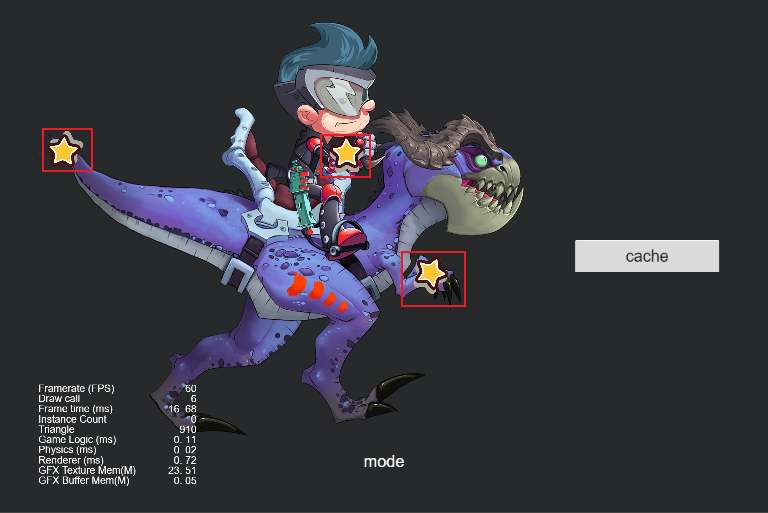 cache
Framerate (FPS) 60
Draw call 6
Frame time (ms) 16.68
Instance Count 0
Triangle 910
Game Logic (ms) 0.11
Physics (ms) 0.02
Renderer (ms) 0.72
GFX Texture Mem(M) 23.51
GFX Buffer Mem(M) 0.05
mode